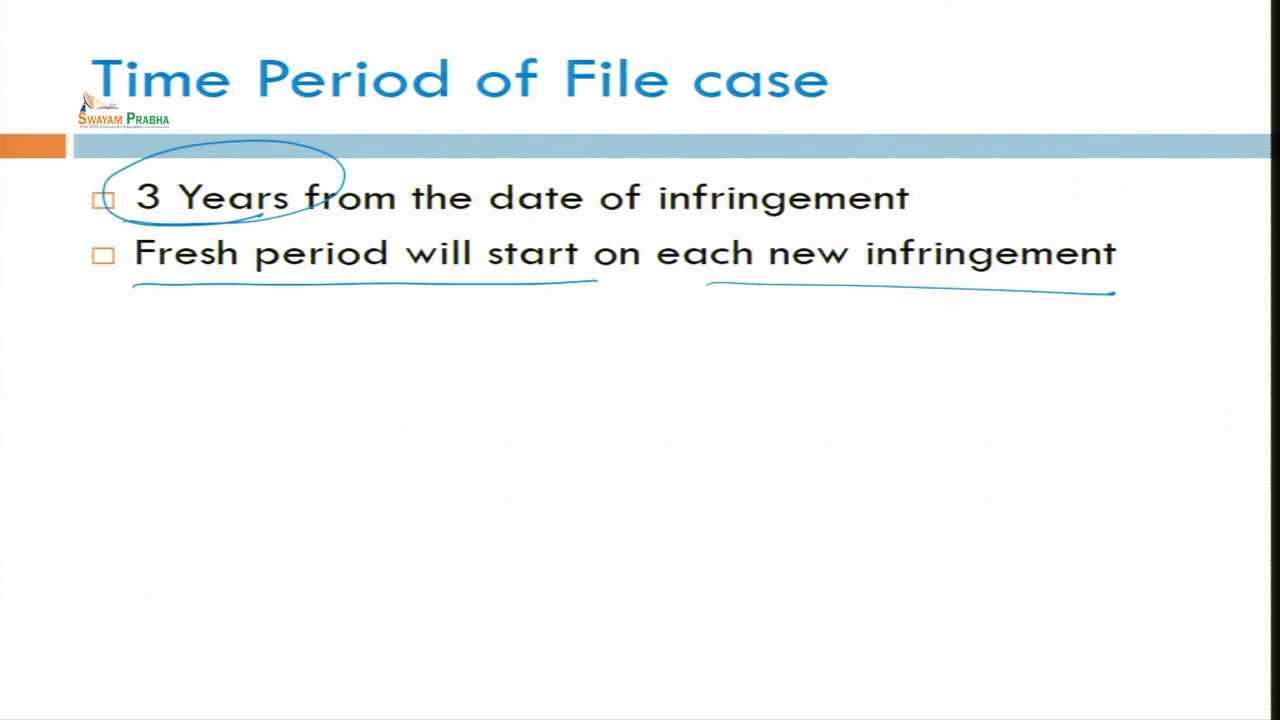 Time Period of File case
SWAYAM PRABHA
3 Years from the date of infringement
Fresh period will start on each new infringement